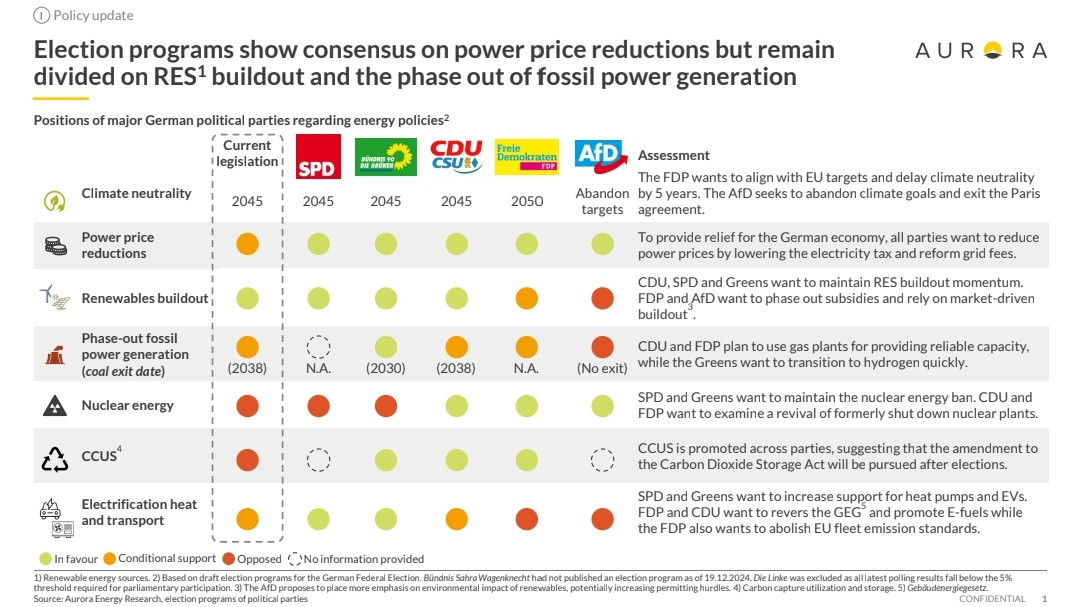 Policy update
Election programs show consensus on power price reductions but remain
divided on RES¹ buildout and the phase out of fossil power generation
AURORA
Positions of major German political parties regarding energy policies²
Current
legislation
SPD
BÜNDNIS 90
DIE GRÜNEN
CDU
CSU
Freie
Demokraten
FDP
AfD
Assessment
Climate neutrality
2045
2045
2045
2045
2050
Abandon
targets
The FDP wants to align with EU targets and delay climate neutrality
by 5 years. The AfD seeks to abandon climate goals and exit the Paris
agreement.
Power price
reductions
To provide relief for the German economy, all parties want to reduce
power prices by lowering the electricity tax and reform grid fees.
Renewables buildout
CDU, SPD and Greens want to maintain RES buildout momentum.
FDP and AfD want to phase out subsidies and rely on market-driven
buildout³.
Phase-out fossil
power generation
(coal exit date)
(2038)
N.A.
(2030)
(2038)
N.A.
(No exit)
CDU and FDP plan to use gas plants for providing reliable capacity,
while the Greens want to transition to hydrogen quickly.
Nuclear energy
SPD and Greens want to maintain the nuclear energy ban. CDU and
FDP want to examine a revival of formerly shut down nuclear plants.
CCUS⁴
CCUS is promoted across parties, suggesting that the amendment to
the Carbon Dioxide Storage Act will be pursued after elections.
Electrification heat
and transport
SPD and Greens want to increase support for heat pumps and EVs.
FDP and CDU want to revers the GEG⁵ and promote E-fuels while
the FDP also wants to abolish EU fleet emission standards.
In favour
Conditional support
Opposed
No information provided
1) Renewable energy sources. 2) Based on draft election programs for the German Federal Election. Bündnis Sahra Wagenknecht had not published an election program as of 19.12.2024. Die Linke was excluded as all latest polling results fall below the 5%
threshold required for parliamentary participation. 3) The AfD proposes to place more emphasis on environmental impact of renewables, potentially increasing permitting hurdles. 4) Carbon capture utilization and storage. 5) Gebäudenergiegesetz.
Source: Aurora Energy Research, election programs of political parties
CONFIDENTIAL
1